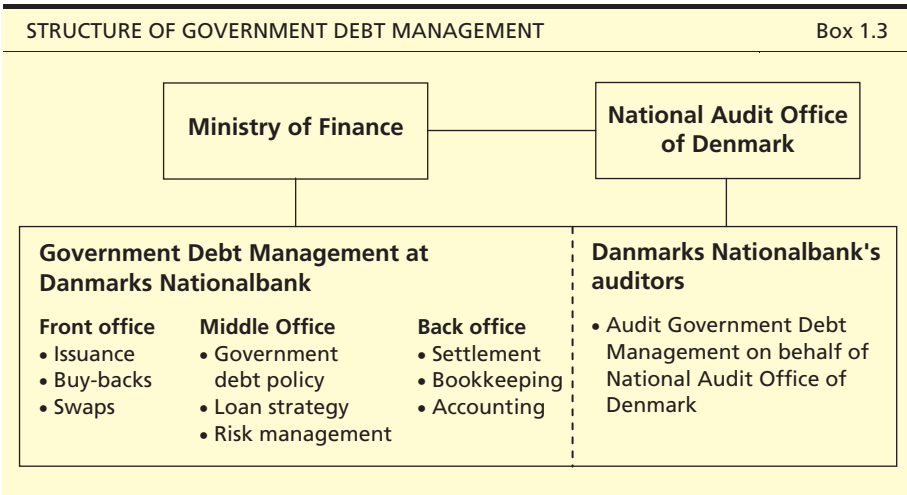 STRUCTURE OF GOVERNMENT DEBT MANAGEMENT Box 1.3
Ministry of Finance
National Audit Office
of Denmark
Government Debt Management at
Danmarks Nationalbank
Front office
• Issuance
• Buy-backs
• Swaps
Middle Office
• Government
debt policy
• Loan strategy
• Risk management
Back office
• Settlement
• Bookkeeping
• Accounting
Danmarks Nationalbank's
auditors
• Audit Government Debt
Management on behalf of
National Audit Office of
Denmark